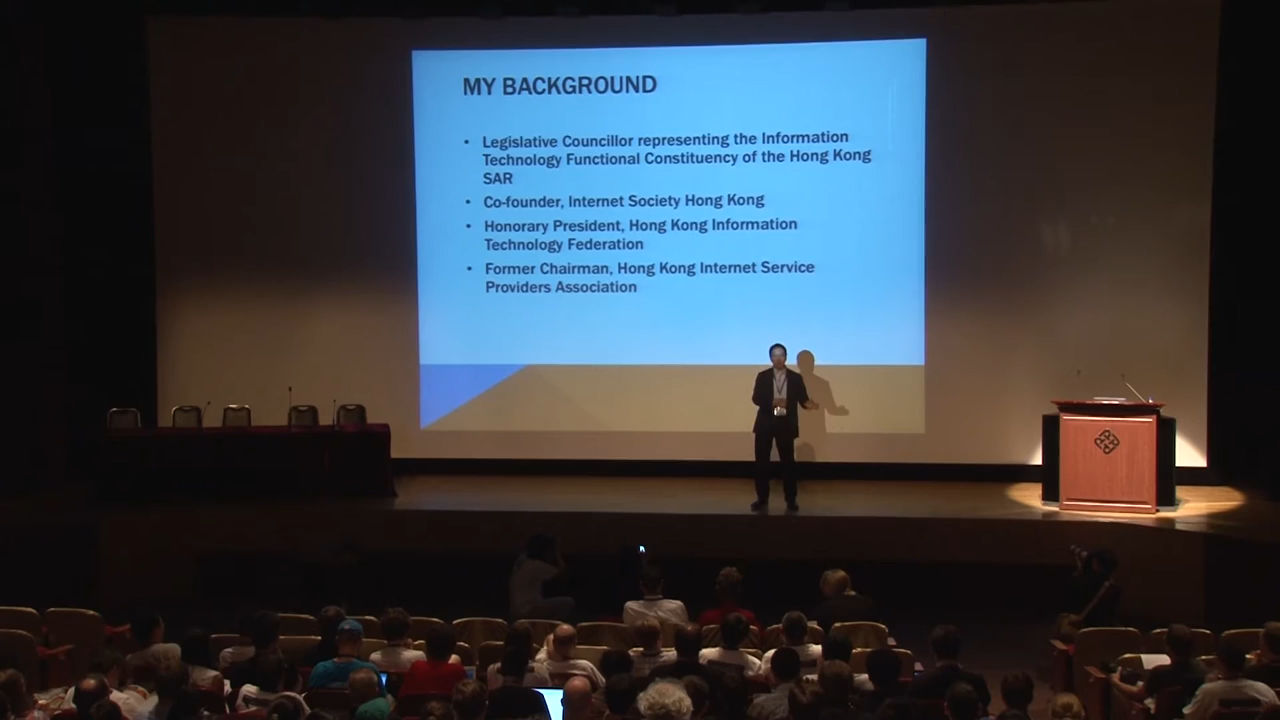 MY BACKGROUND
• Legislative Councillor representing the Information
Technology Functional Constituency of the Hong Kong
SAR
• Co-founder, Internet Society Hong Kong
• Honorary President, Hong Kong Information
Technology Federation
• Former Chairman, Hong Kong Internet Service
Providers Association